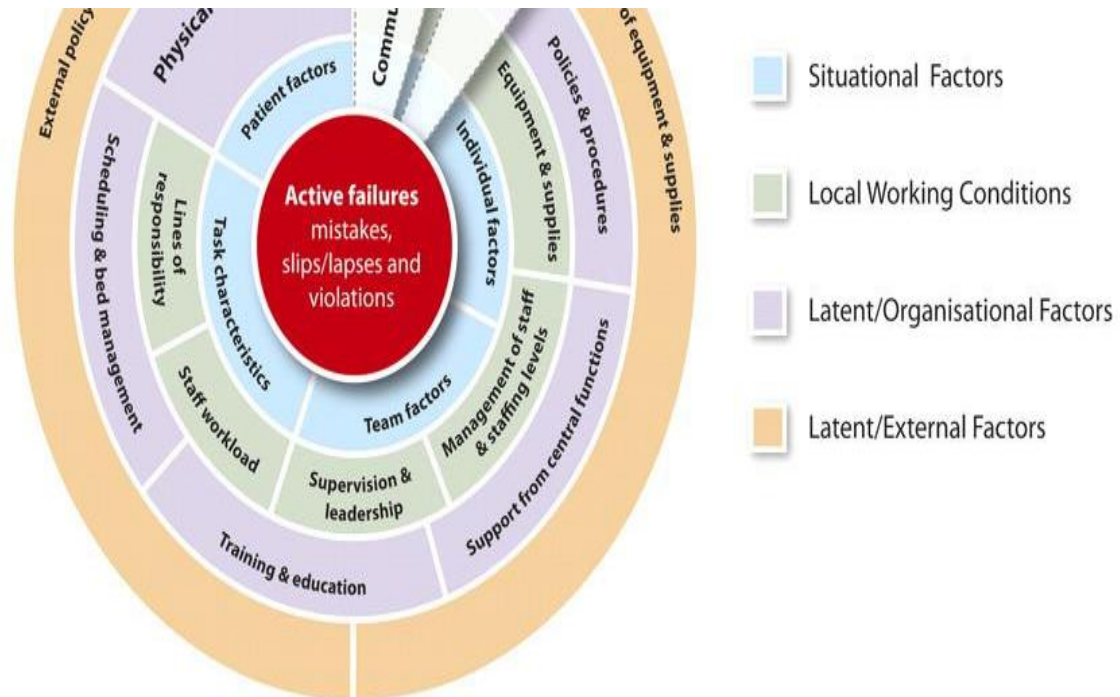 External policy
Physical
Commu
of equipment & supplies
Policies & procedures
Equipment & supplies
Patient factors
Individual factors
Active failures
mistakes,
slips/lapses and
violations
Scheduling & bed management
Lines of
responsibility
Task characteristics
Staff workload
Team factors
Management of staff
& staffing levels
Supervision &
leadership
Support from central functions
Training & education
Situational Factors
Local Working Conditions
Latent/Organisational Factors
Latent/External Factors